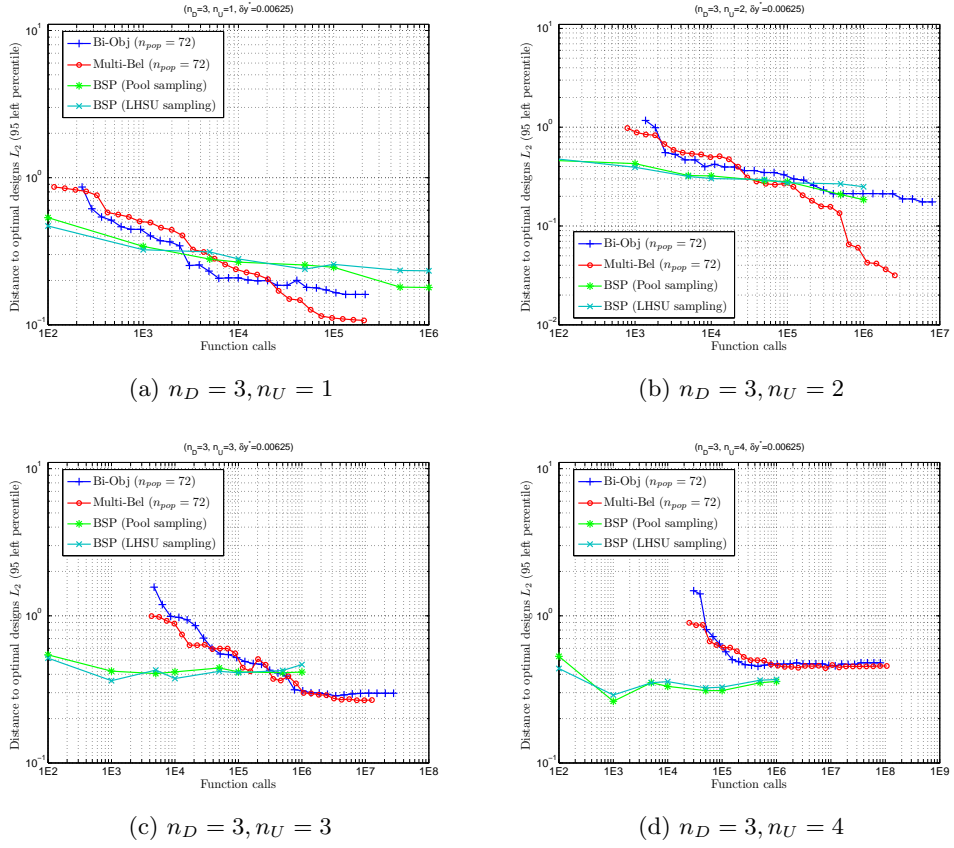 (n_D=3, n_U=1, δy*=0.00625)
Distance to optimal designs L_2 (95 left percentile)
10^1
10^0
10^-1
Bi-Obj (n_pop = 72)
Multi-Bel (n_pop = 72)
BSP (Pool sampling)
BSP (LHSU sampling)
1E2 1E3 1E4 1E5 1E6
Function calls
(a) n_D = 3, n_U = 1
(n_D=3, n_U=2, δy*=0.00625)
Distance to optimal designs L_2 (95 left percentile)
10^1
10^0
10^-1
10^-2
Bi-Obj (n_pop = 72)
Multi-Bel (n_pop = 72)
BSP (Pool sampling)
BSP (LHSU sampling)
1E2 1E3 1E4 1E5 1E6 1E7
Function calls
(b) n_D = 3, n_U = 2
(n_D=3, n_U=3, δy*=0.00625)
Distance to optimal designs L_2 (95 left percentile)
10^1
10^0
10^-1
Bi-Obj (n_pop = 72)
Multi-Bel (n_pop = 72)
BSP (Pool sampling)
BSP (LHSU sampling)
1E2 1E3 1E4 1E5 1E6 1E7 1E8
Function calls
(c) n_D = 3, n_U = 3
(n_D=3, n_U=4, δy*=0.00625)
Distance to optimal designs L_2 (95 left percentile)
10^1
10^0
10^-1
Bi-Obj (n_pop = 72)
Multi-Bel (n_pop = 72)
BSP (Pool sampling)
BSP (LHSU sampling)
1E2 1E3 1E4 1E5 1E6 1E7 1E8 1E9
Function calls
(d) n_D = 3, n_U = 4